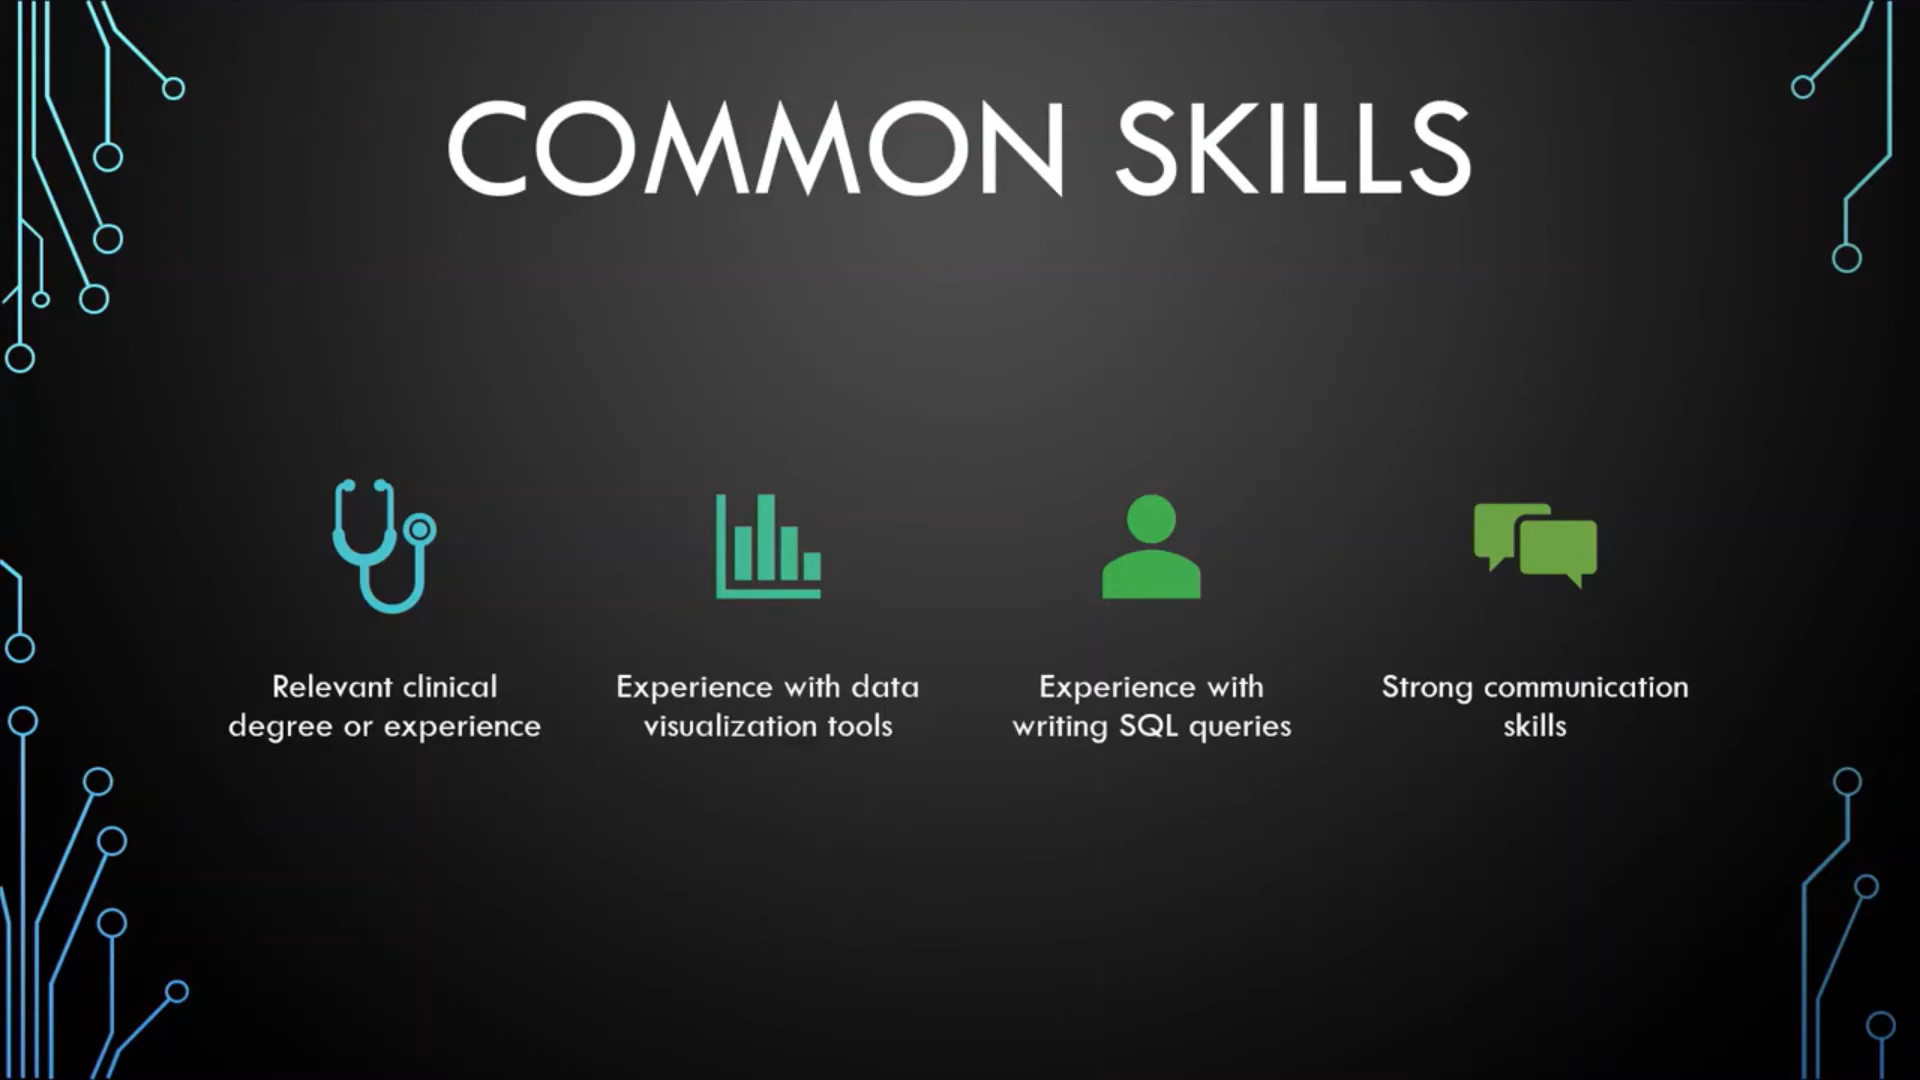 COMMON SKILLS
Relevant clinical
degree or experience
Experience with data
visualization tools
Experience with
writing SQL queries
Strong communication
skills